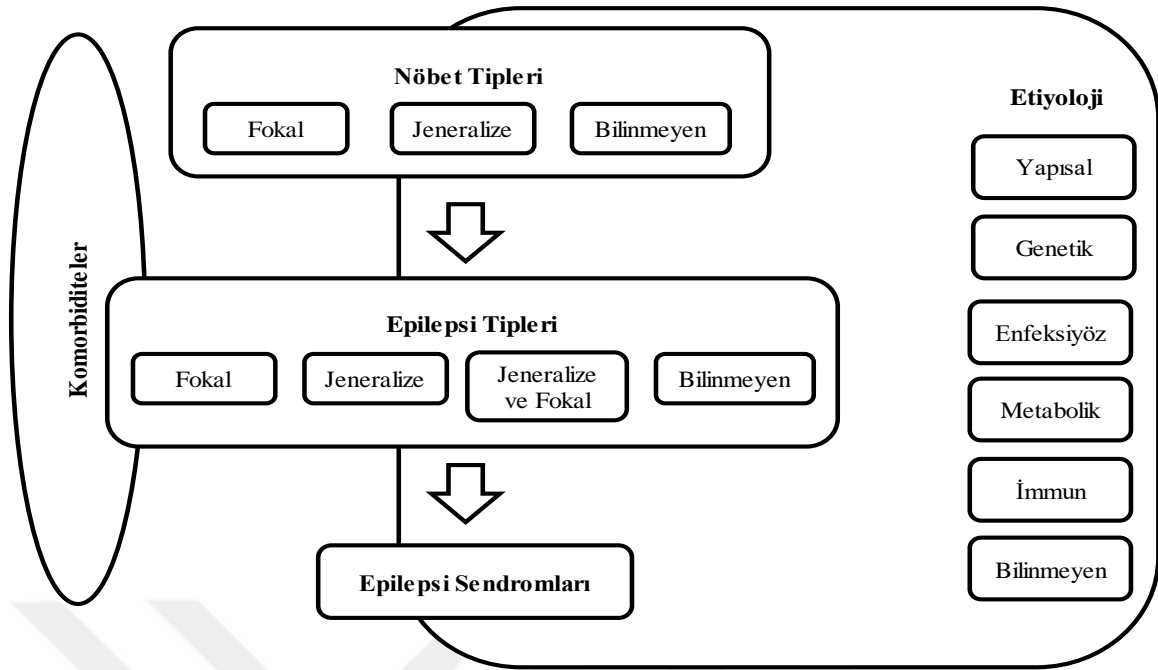 Nöbet Tipleri
Fokal
Jeneralize
Bilinmeyen
Komorbiditeler
Epilepsi Tipleri
Fokal
Jeneralize
Jeneralize
ve Fokal
Bilinmeyen
Epilepsi Sendromları
Etiyoloji
Yapısal
Genetik
Enfeksiyöz
Metabolik
İmmun
Bilinmeyen